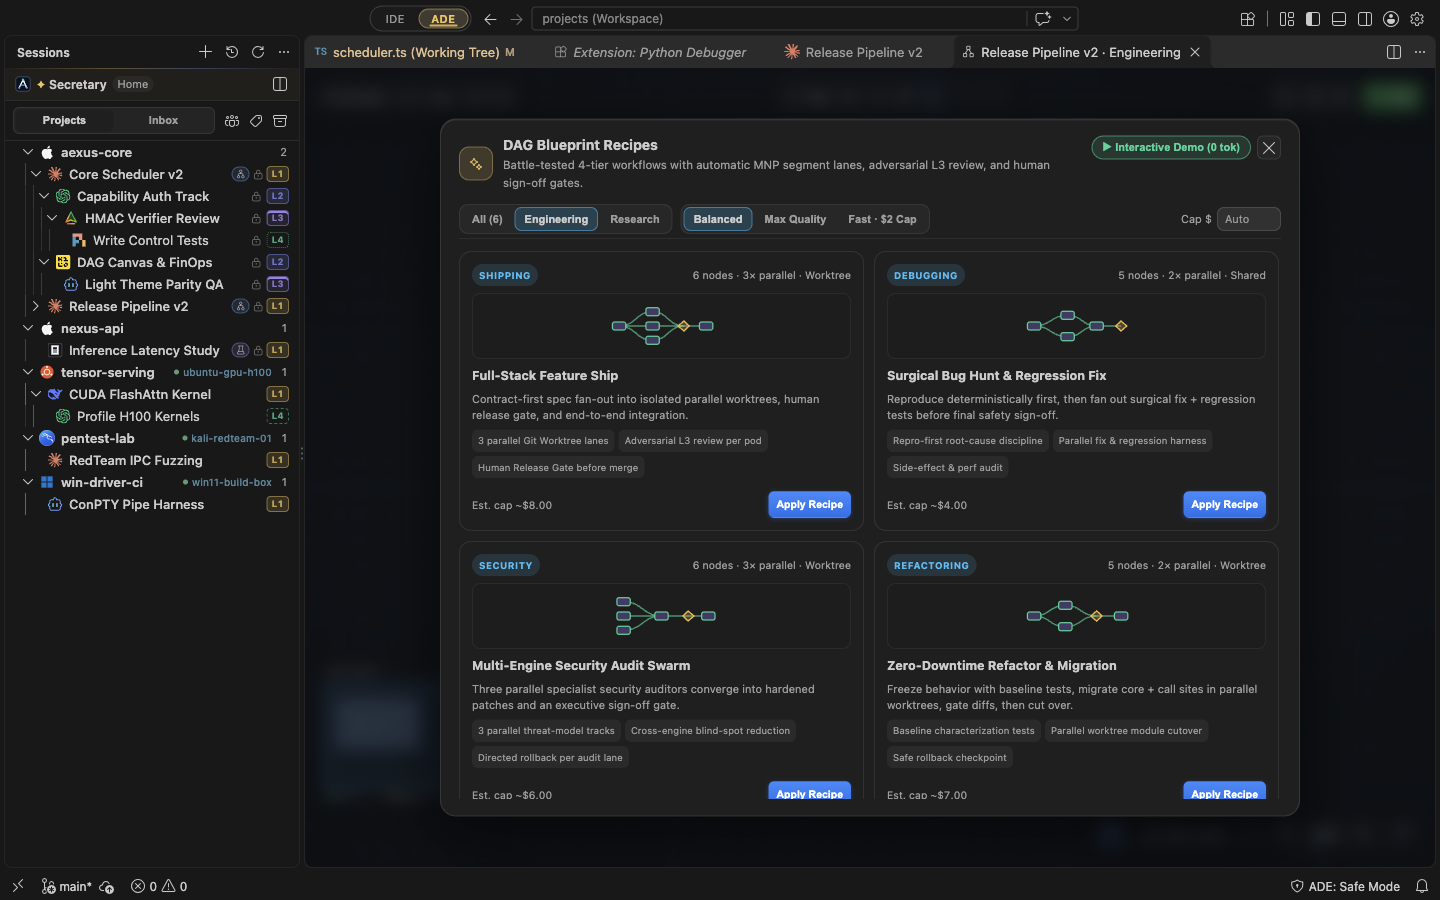 IDE
ADE
projects (Workspace)
Sessions
TS scheduler.ts (Working Tree) M
Extension: Python Debugger
Release Pipeline v2
Release Pipeline v2 · Engineering
Secretary Home
Projects
Inbox
aexus-core 2
Core Scheduler v2 L1
Capability Auth Track L2
HMAC Verifier Review L3
Write Control Tests L4
DAG Canvas & FinOps L2
Light Theme Parity QA L3
Release Pipeline v2 L1
nexus-api 1
Inference Latency Study L1
tensor-serving ubuntu-gpu-h100 1
CUDA FlashAttn Kernel L1
Profile H100 Kernels L4
pentest-lab kali-redteam-01 1
RedTeam IPC Fuzzing L1
win-driver-ci win11-build-box 1
ConPTY Pipe Harness L1
DAG Blueprint Recipes
Battle-tested 4-tier workflows with automatic MNP segment lanes, adversarial L3 review, and human
sign-off gates.
Interactive Demo (0 tok)
All (6)
Engineering
Research
Balanced
Max Quality
Fast · $2 Cap
Cap $
Auto
SHIPPING
6 nodes · 3× parallel · Worktree
Full-Stack Feature Ship
Contract-first spec fan-out into isolated parallel worktrees, human
release gate, and end-to-end integration.
3 parallel Git Worktree lanes
Adversarial L3 review per pod
Human Release Gate before merge
Est. cap ~$8.00
Apply Recipe
DEBUGGING
5 nodes · 2× parallel · Shared
Surgical Bug Hunt & Regression Fix
Reproduce deterministically first, then fan out surgical fix + regression
tests before final safety sign-off.
Repro-first root-cause discipline
Parallel fix & regression harness
Side-effect & perf audit
Est. cap ~$4.00
Apply Recipe
SECURITY
6 nodes · 3× parallel · Worktree
Multi-Engine Security Audit Swarm
Three parallel specialist security auditors converge into hardened
patches and an executive sign-off gate.
3 parallel threat-model tracks
Cross-engine blind-spot reduction
Directed rollback per audit lane
Est. cap ~$6.00
Apply Recipe
REFACTORING
5 nodes · 2× parallel · Worktree
Zero-Downtime Refactor & Migration
Freeze behavior with baseline tests, migrate core + call sites in parallel
worktrees, gate diffs, then cut over.
Baseline characterization tests
Parallel worktree module cutover
Safe rollback checkpoint
Est. cap ~$7.00
Apply Recipe
main*
0
0
ADE: Safe Mode